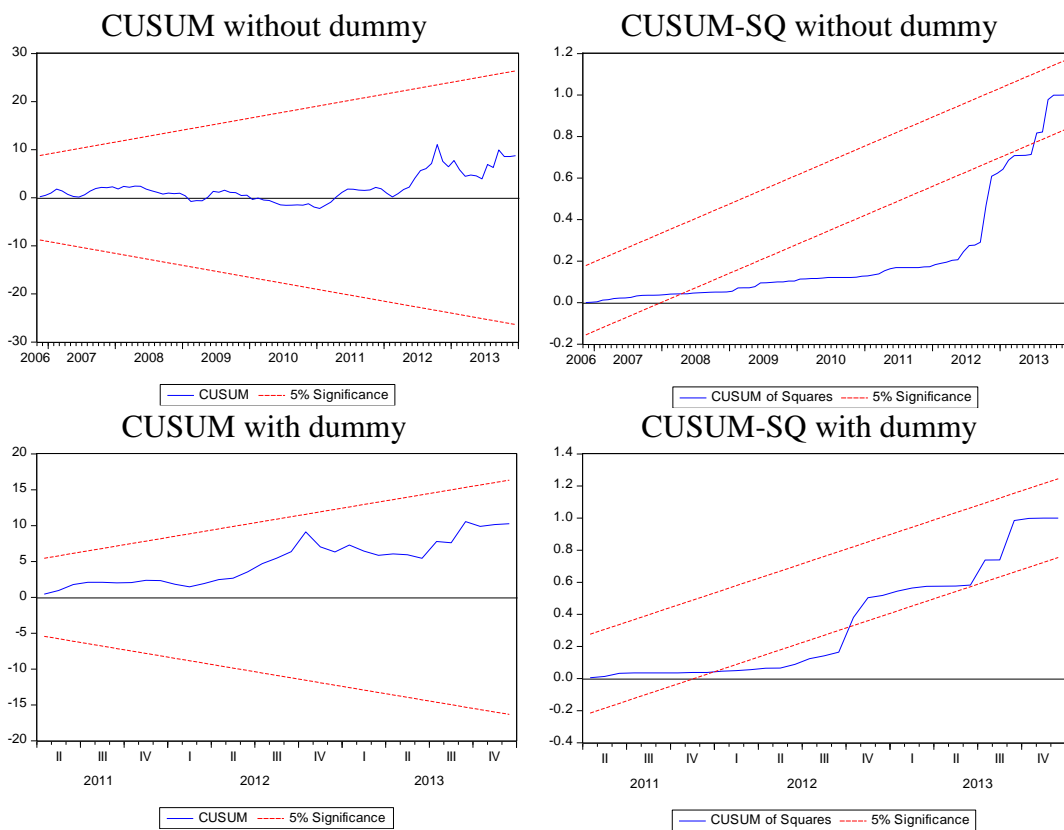 CUSUM without dummy
30
20
10
0
-10
-20
-30
2006 2007 2008 2009 2010 2011 2012 2013
CUSUM 5% Significance
CUSUM-SQ without dummy
1.2
1.0
0.8
0.6
0.4
0.2
0.0
-0.2
2006 2007 2008 2009 2010 2011 2012 2013
CUSUM of Squares 5% Significance
CUSUM with dummy
20
15
10
5
0
-5
-10
-15
-20
II III IV I II III IV I II III IV
2011 2012 2013
CUSUM 5% Significance
CUSUM-SQ with dummy
1.4
1.2
1.0
0.8
0.6
0.4
0.2
0.0
-0.2
-0.4
II III IV I II III IV I II III IV
2011 2012 2013
CUSUM of Squares 5% Significance